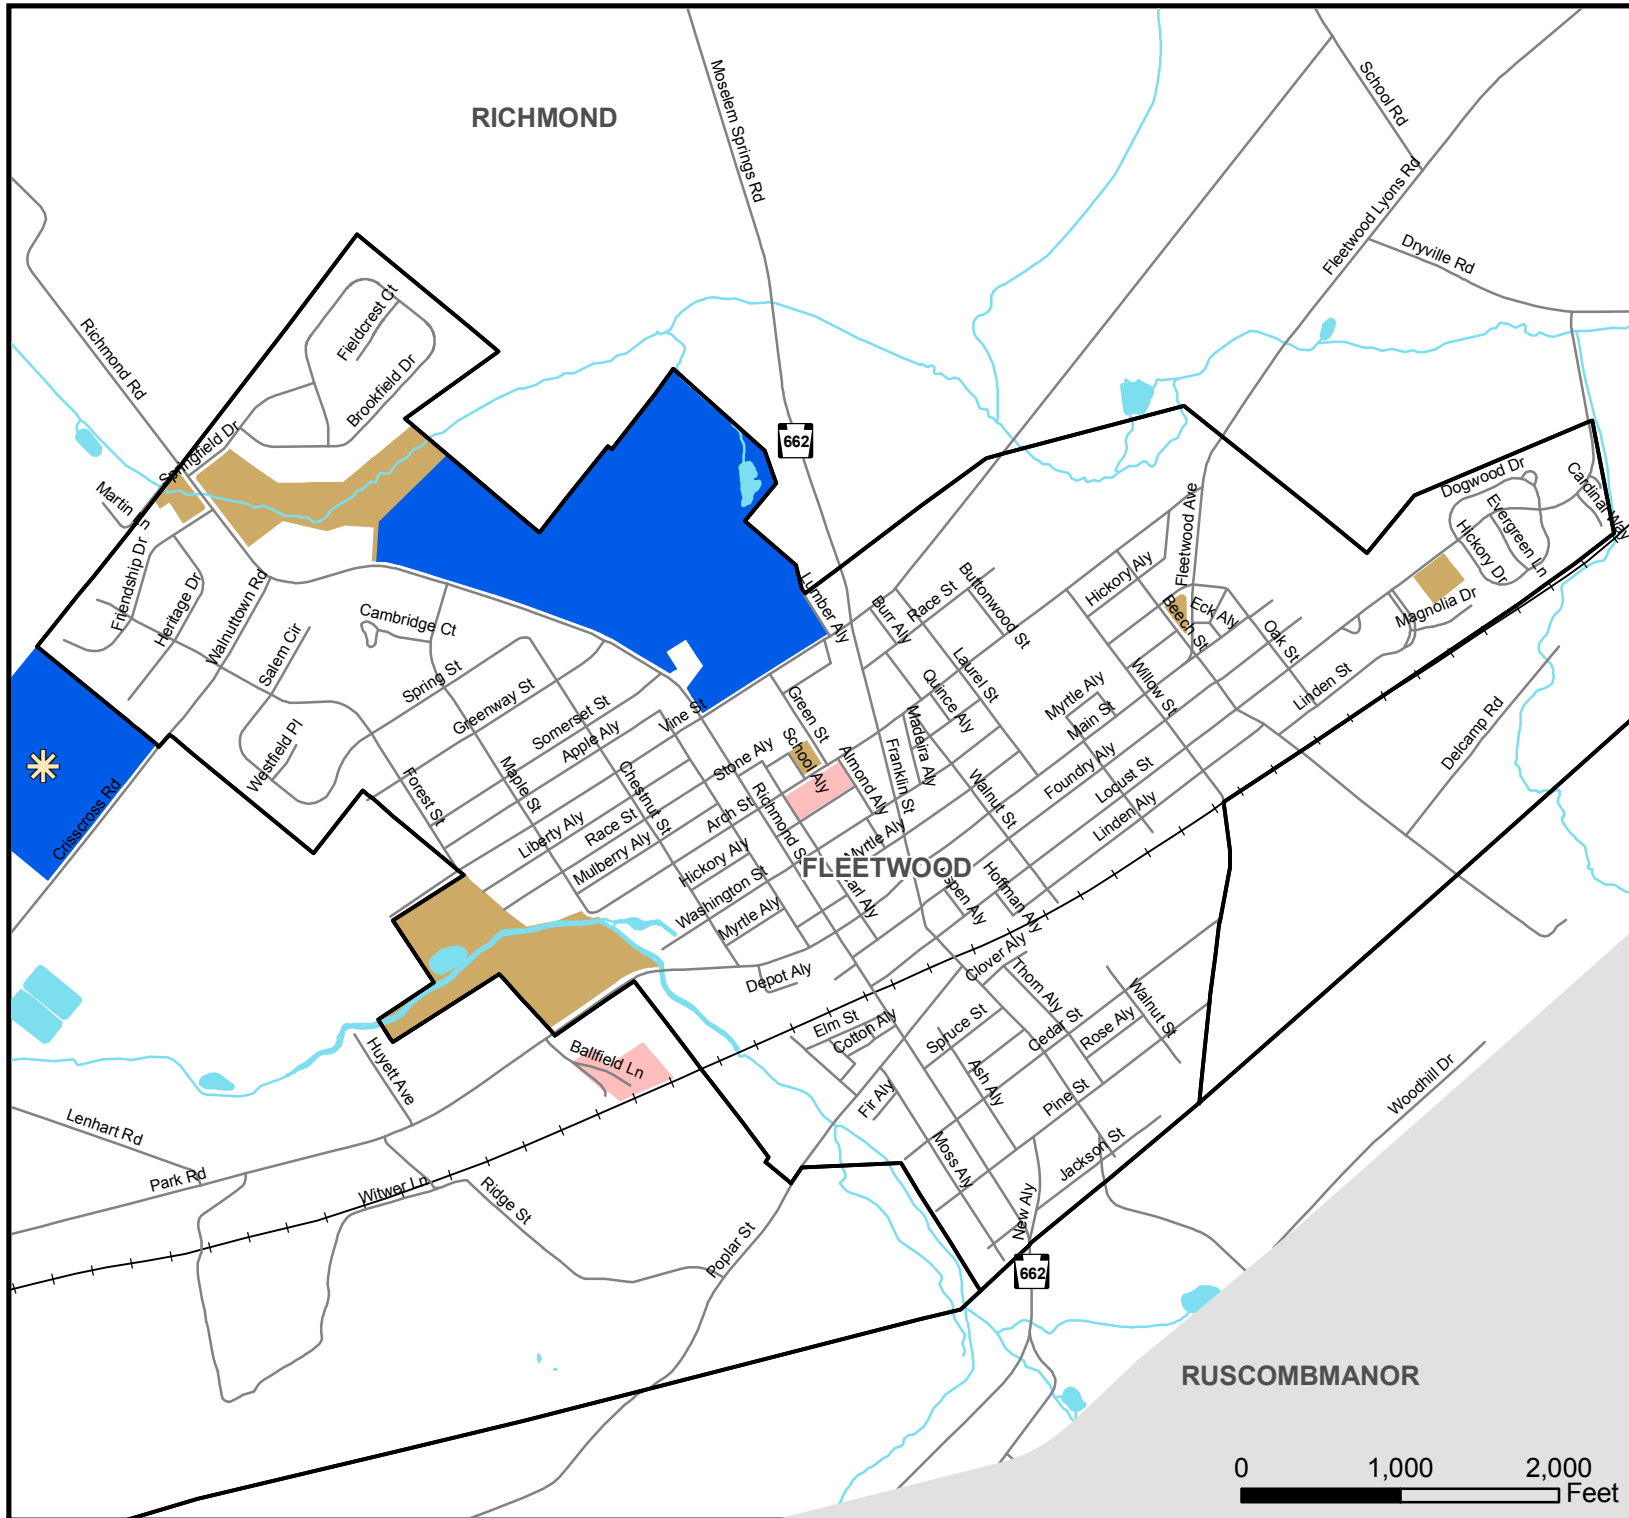 RICHMOND
Moselem Springs Rd
School Rd
Fleetwood Lyons Rd
Dryville Rd
Richmond Rd
Fieldcrest Ct
Brookfield Dr
Springfield Dr
662
Martin Ln
Friendship Dr
Heritage Dr
Walnuttown Rd
Salem Cir
Cambridge Ct
Westfield Pl
Crisscross Rd
Spring St
Greenway St
Somerset St
Apple Aly
Vine St
Forest St
Maple St
Chestnut St
Liberty Aly
Race St
Mulberry Aly
Stone Aly
Arch St
Hickory Aly
Washington St
Myrtle Aly
Richmond S
Depot Aly
Lumber Aly
Green St
School Aly
Almond Aly
Burr Aly
Race St
Buttonwood St
Laurel St
Quince Aly
Madeira Aly
Franklin St
Walnut St
Myrtle Aly
FLEETWOOD
arl Aly
spen Aly
Hoffman Aly
Hickory Aly
Fleetwood Ave
Beech St
Eck Aly
Oak St
Willow St
Myrtle Aly
Main St
Foundry Aly
Locust St
Linden Aly
Linden St
Magnolia Dr
Dogwood Dr
Cardinal Way
Evergreen Ln
Hickory Dr
Delcamp Rd
Clover Aly
Thorn Aly
Elm St
Cotton Aly
Spruce St
Cedar St
Rose Aly
Walnut St
Ash Aly
Pine St
Fir Aly
Moss Aly
Jackson St
New Aly
662
Woodhill Dr
Ballfield Ln
Huyett Ave
Lenhart Rd
Park Rd
Witwer Ln
Ridge St
Poplar St
RUSCOMBMANOR
0 1,000 2,000
Feet